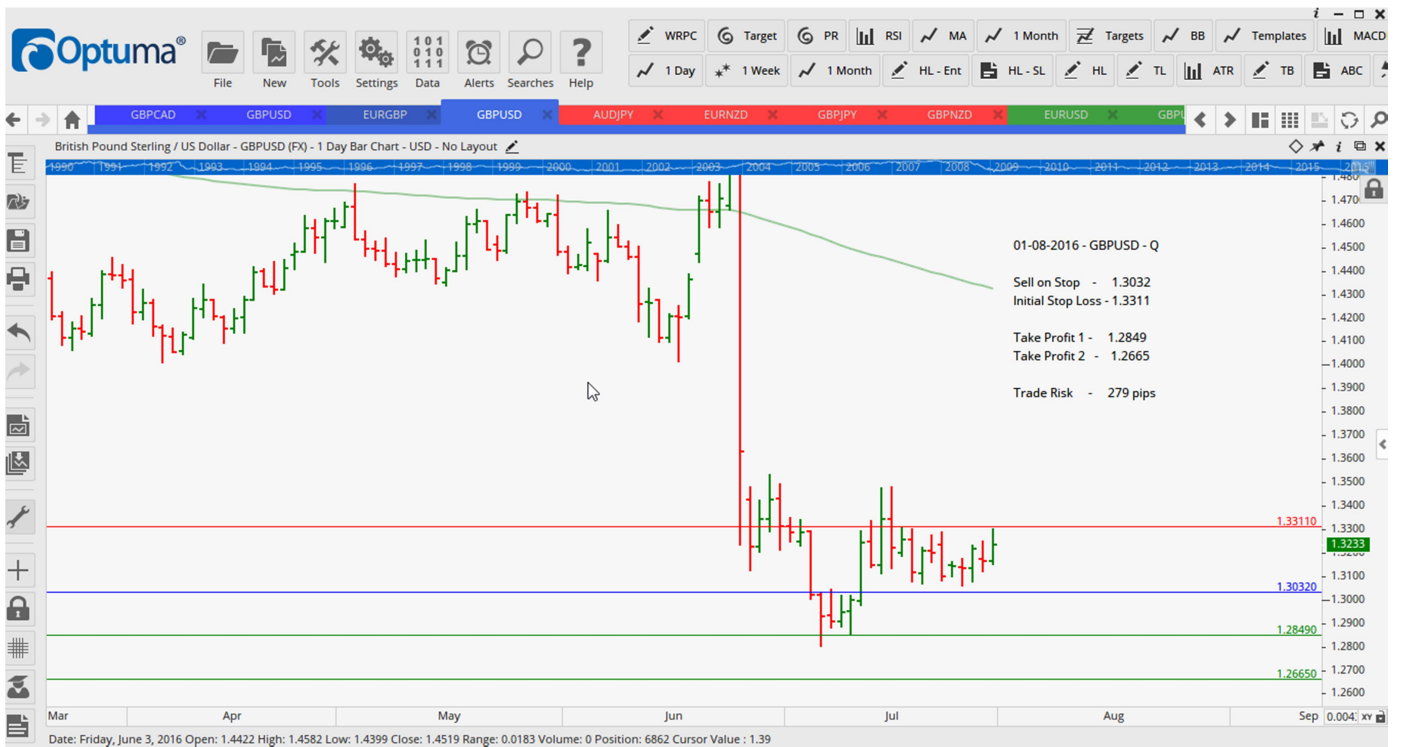 i
Optuma®
File New Tools Settings Data Alerts Searches Help
WRPC Target PR RSI MA 1 Month Targets BB Templates MACD
1 Day 1 Week 1 Month HL - Ent HL - SL HL TL ATR TB ABC
GBPCAD GBPUSD EURGBP GBPUSD AUDJPY EURNZD GBPJPY GBPNZD EURUSD GBPU
British Pound Sterling / US Dollar - GBPUSD (FX) - 1 Day Bar Chart - USD - No Layout
1990 1991 1992 1993 1994 1995 1996 1997 1998 1999 2000 2001 2002 2003 2004 2005 2006 2007 2008 2009 2010 2011 2012 2013 2014 2015
1.4700
1.4600
1.4500
1.4400
1.4300
1.4200
1.4100
1.4000
1.3900
1.3800
1.3700
1.3600
1.3500
1.3400
1.3300
1.3233
1.3100
1.3000
1.2900
1.2800
1.2700
1.2600
01-08-2016 - GBPUSD - Q
Sell on Stop - 1.3032
Initial Stop Loss - 1.3311
Take Profit 1 - 1.2849
Take Profit 2 - 1.2665
Trade Risk - 279 pips
1.33110
1.30320
1.28490
1.26650
Mar Apr May Jun Jul Aug Sep XY
Date: Friday, June 3, 2016 Open: 1.4422 High: 1.4582 Low: 1.4399 Close: 1.4519 Range: 0.0183 Volume: 0 Position: 6862 Cursor Value : 1.39